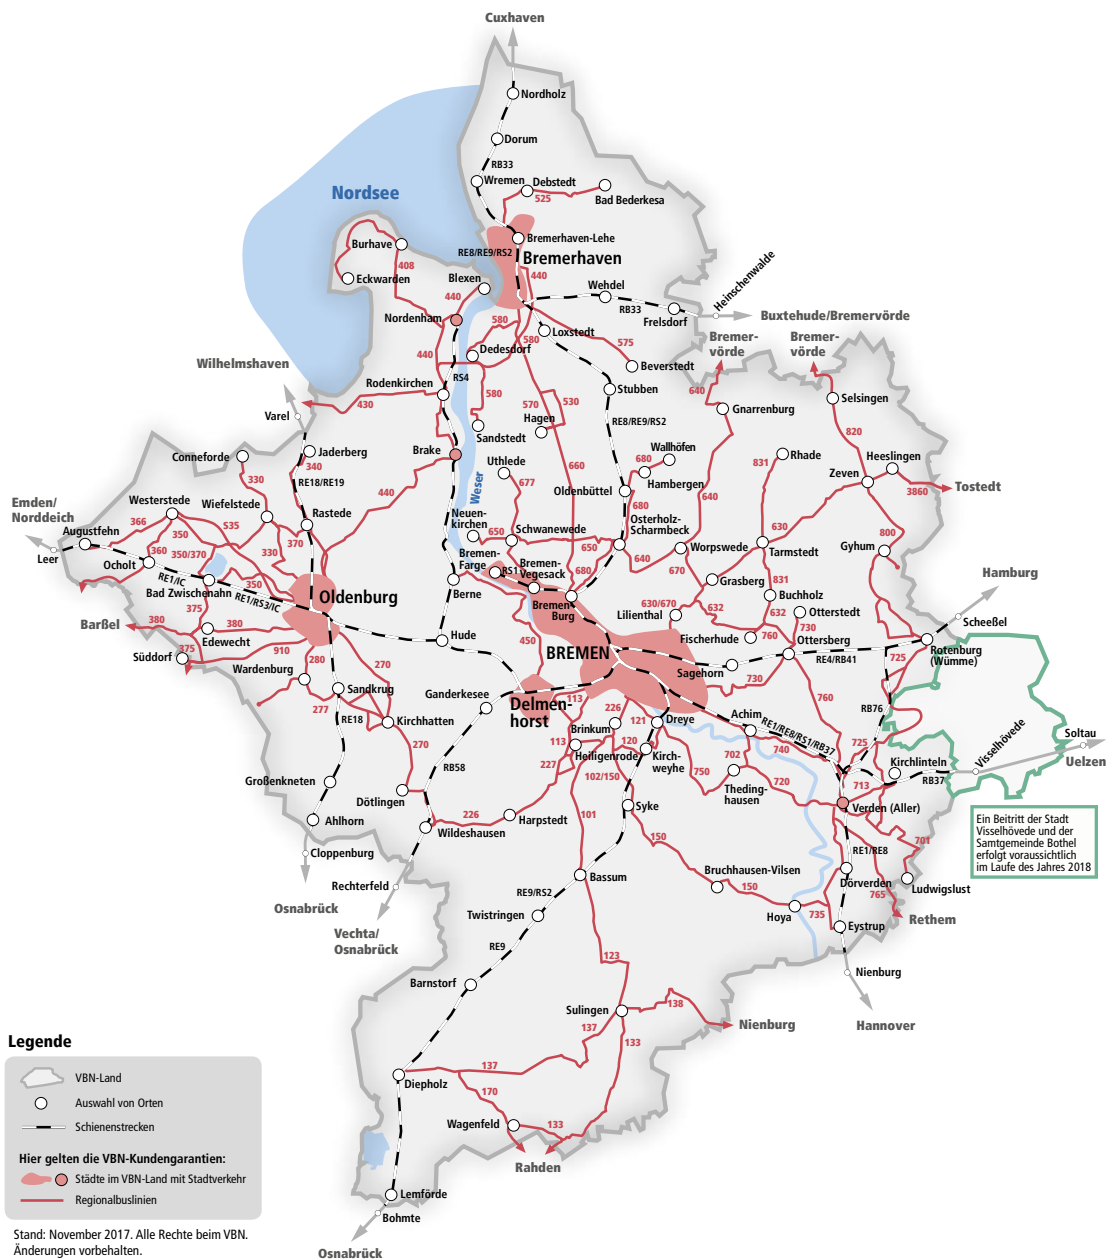 Cuxhaven
Nordholz
Dorum
RB33
Wremen
Debstedt
525
Bad Bederkesa
Nordsee
Burhave
408
Eckwarden
RE8/RE9/RS2
Bremerhaven-Lehe
Bremerhaven
440
Blexen
440
Nordenham
Wehdel
RB33
Frelsdorf
Heinschenwalde
Buxtehude/Bremervörde
580
580
Loxstedt
575
Beverstedt
Bremer-
vörde
Bremer-
vörde
Wilhelmshaven
440
Dedesdorf
Rodenkirchen
RS4
430
Varel
580
Sandstedt
570
530
Hagen
Stubben
RE8/RE9/RS2
640
Gnarrenburg
Selsingen
820
Conneforde
Jaderberg
340
330
RE18/RE19
Brake
440
Weser
Uthlede
677
660
Wallhöfen
680
Hambergen
Oldenbüttel
680
640
831
Rhade
Zeven
Heeslingen
3860
Tostedt
Emden/
Norddeich
Augustfehn
Leer
Westerstede
366
350
535
Wiefelstede
Rastede
330
370
360
350/370
Ocholt
RE1/IC
Bad Zwischenahn
350
RE1/RS3/IC
375
Oldenburg
Neuen-
kirchen
650
Schwanewede
Bremen-
Farge
RS1
Bremen-
Vegesack
650
Osterholz-
Scharmbeck
680
640
Worpswede
670
Bremen
Burg
630
Tarmstedt
800
Gyhum
Grasberg
831
Buchholz
Hamburg
Scheeßel
Berne
Hude
Barßel
380
380
Edewecht
375
Süddorf
910
Wardenburg
280
277
270
Sandkrug
RE18
Kirchhatten
270
450
BREMEN
Lilienthal
630/670
632
632
Otterstedt
730
Fischerhude
760
Ottersberg
RE4/RB41
Rotenburg
(Wümme)
Sagehorn
730
760
725
Ganderkesee
Delmen-
horst
113
226
Brinkum
121
Dreye
Achim
RE1/RE8/RS1/RB37
RB76
725
113
Heiligenrode
120
Kirch-
weyhe
227
102/150
750
702
740
Theding-
hausen
720
Kirchlinteln
713
RB37
Visselhövede
Soltau
Uelzen
Großenkneten
RB58
Dötlingen
Ahlhorn
Cloppenburg
Osnabrück
226
Harpstedt
Wildeshausen
Rechterfeld
Vechta/
Osnabrück
101
Syke
150
Verden (Aller)
RE1/RE8
701
Ein Beitritt der Stadt
Visselhövede und der
Samtgemeinde Bothel
erfolgt voraussichtlich
im Laufe des Jahres 2018
Bassum
Bruchhausen-Vilsen
150
Hoya
735
Dörverden
765
Ludwigslust
Rethem
Eystrup
Nienburg
Hannover
RE9/RS2
Twistringen
RE9
Barnstorf
123
Sulingen
138
Nienburg
137
133
137
Diepholz
170
Wagenfeld
133
Rahden
Lemförde
Bohmte
Osnabrück
Legende
VBN-Land
Auswahl von Orten
Schienenstrecken
Hier gelten die VBN-Kundengarantien:
Städte im VBN-Land mit Stadtverkehr
Regionalbuslinien
Stand: November 2017. Alle Rechte beim VBN.
Änderungen vorbehalten.